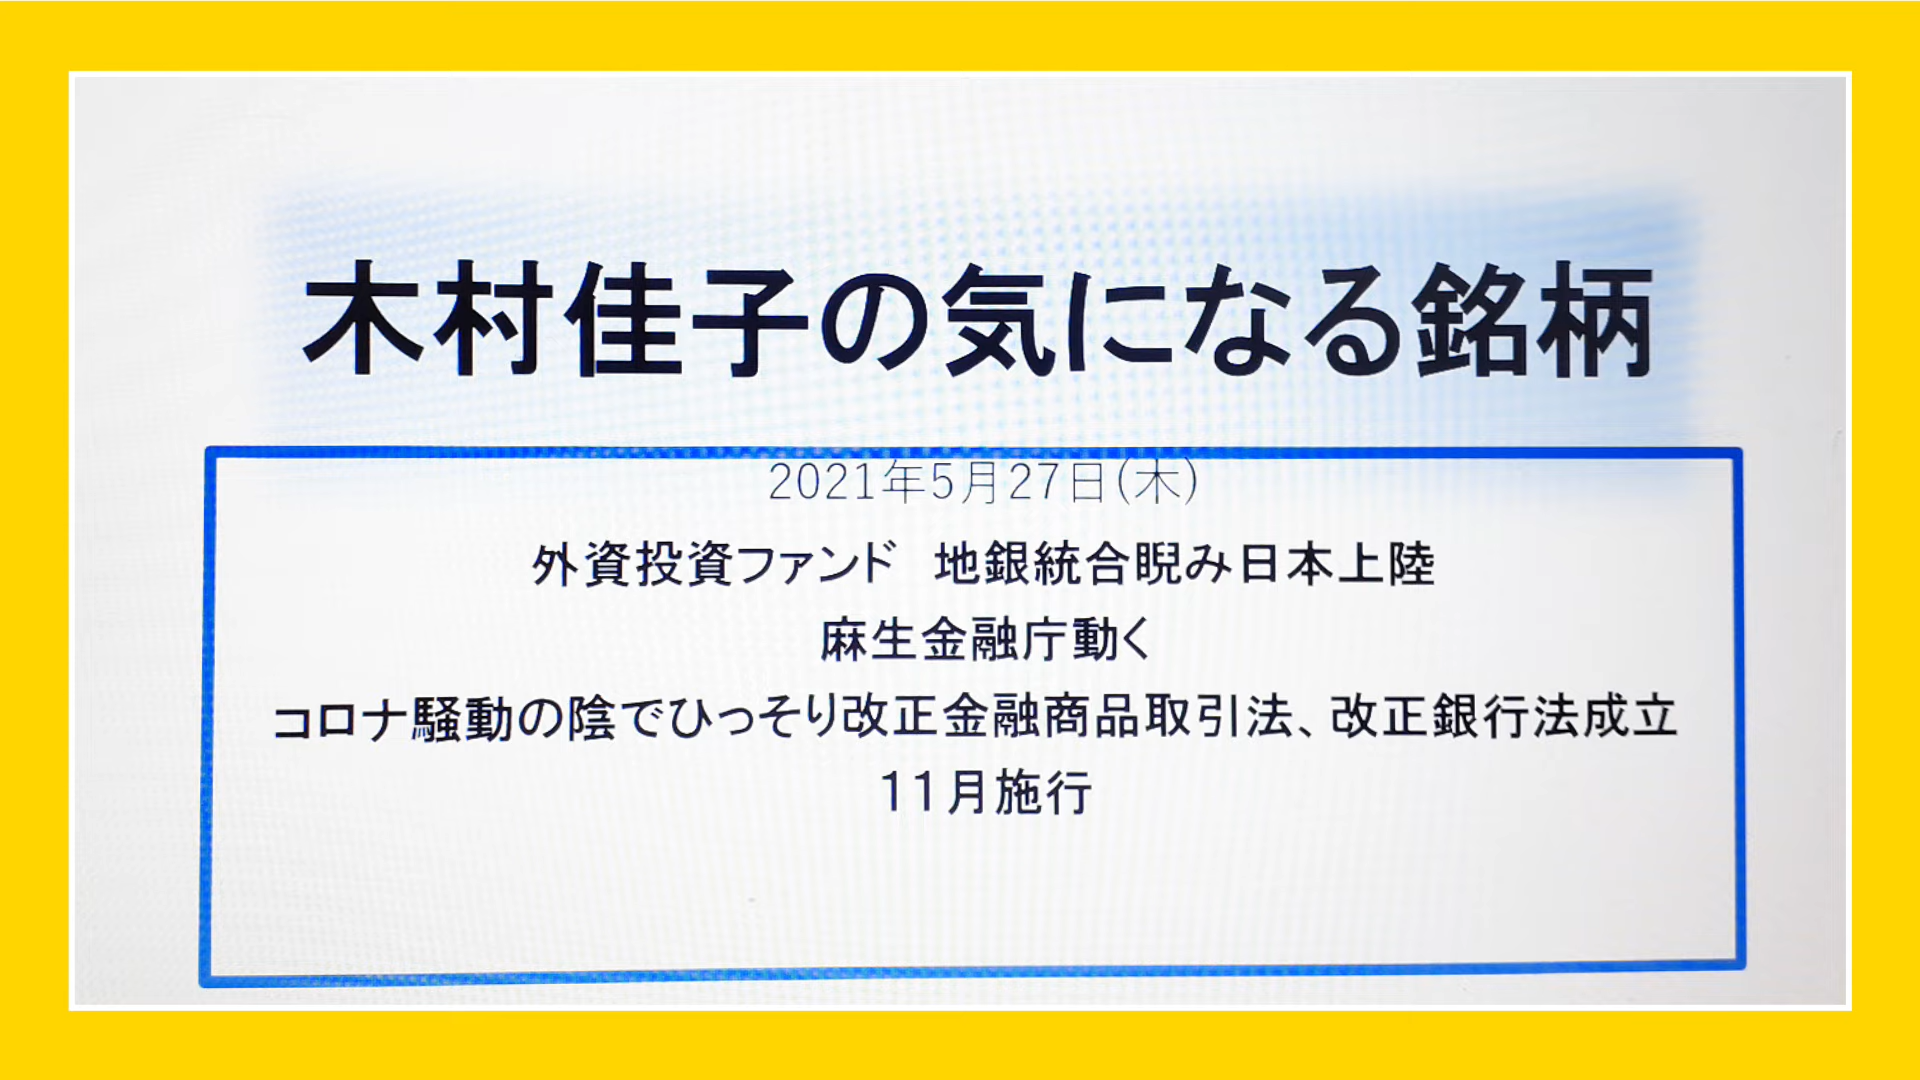 木村佳子の気になる銘柄
2021年5月27日(木)
外資投資ファンド　地銀統合睨み日本上陸
麻生金融庁動く
コロナ騒動の陰でひっそり改正金融商品取引法、改正銀行法成立
11月施行